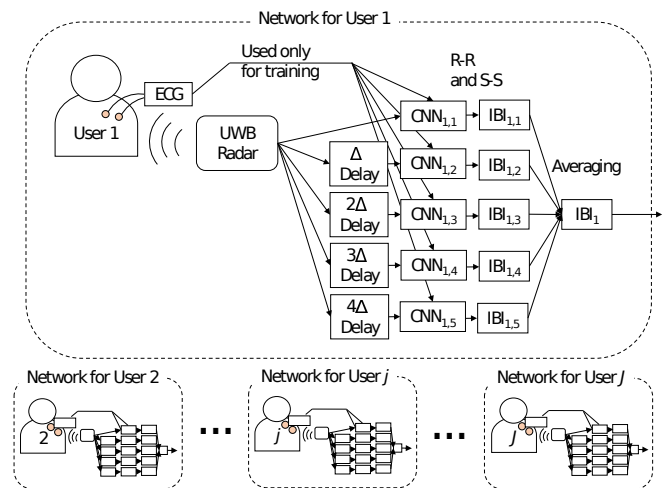 Network for User 1
Used only
for training
R-R
and S-S
ECG
User 1
UWB
Radar
CNN1,1
IBI1,1
Δ
Delay
CNN1,2
IBI1,2
Averaging
2Δ
Delay
CNN1,3
IBI1,3
IBI1
3Δ
Delay
CNN1,4
IBI1,4
4Δ
Delay
CNN1,5
IBI1,5
Network for User 2
Network for User j
Network for User J
2
...
j
...
J